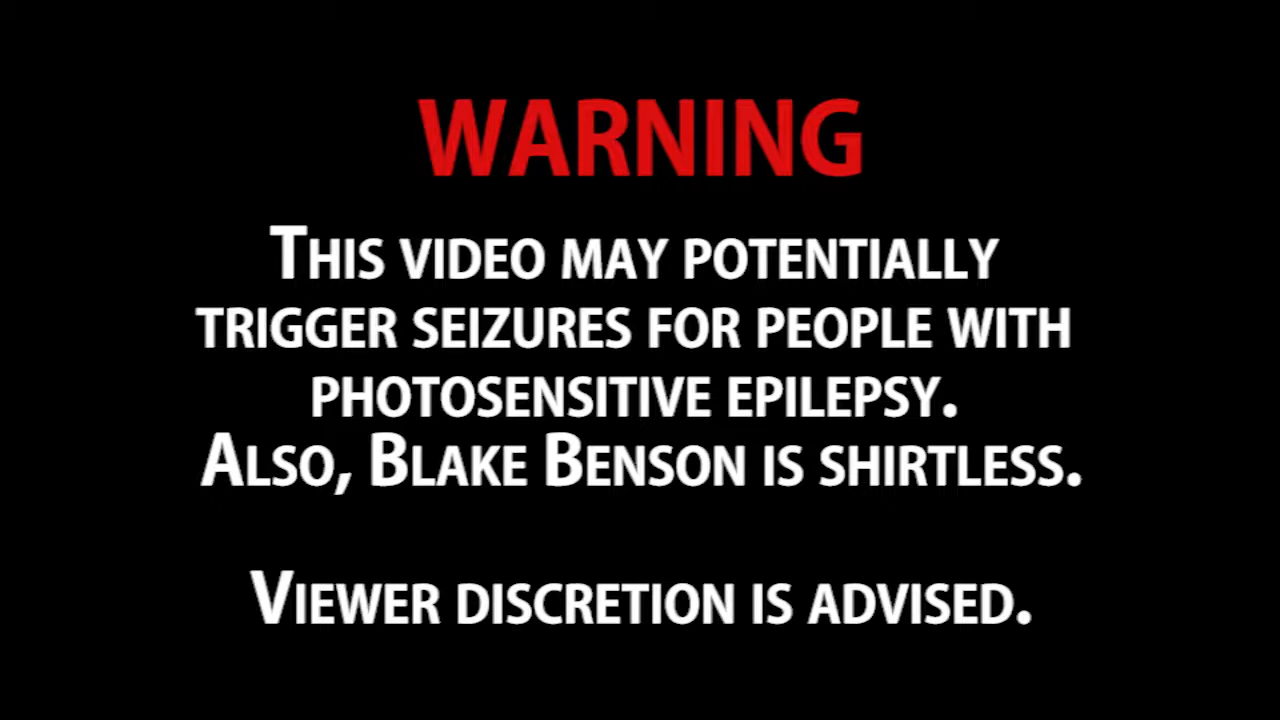 WARNING
THIS VIDEO MAY POTENTIALLY
TRIGGER SEIZURES FOR PEOPLE WITH
PHOTOSENSITIVE EPILEPSY.
ALSO, BLAKE BENSON IS SHIRTLESS.
VIEWER DISCRETION IS ADVISED.